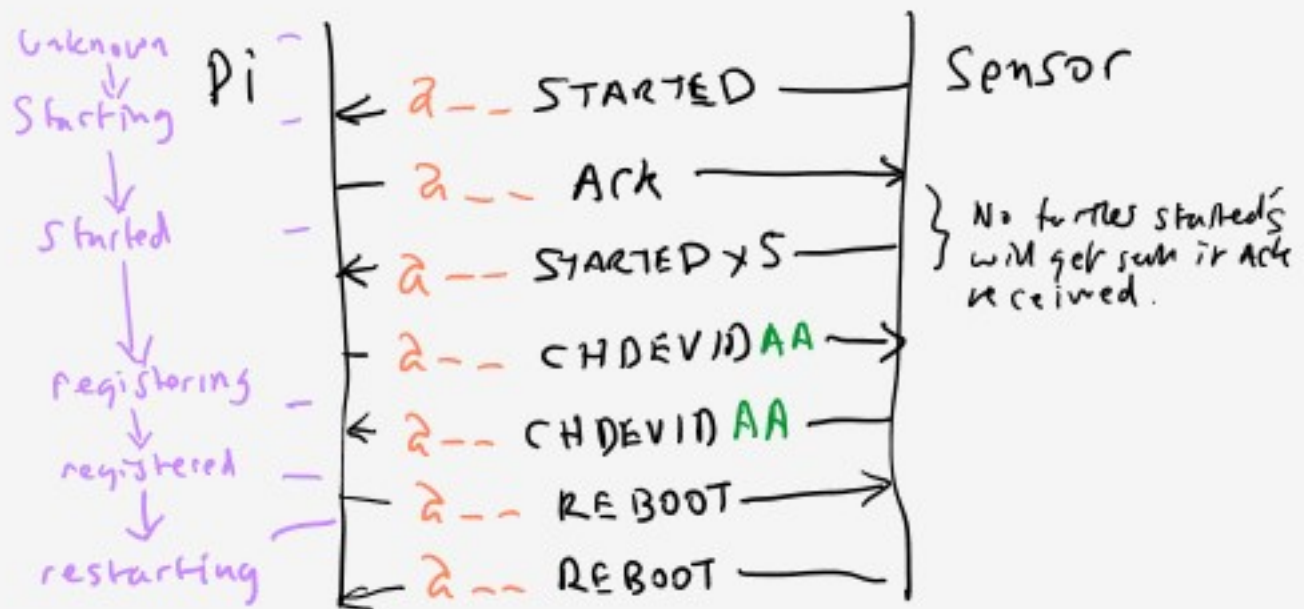 unknown
Pi
Sensor
Starting
a-- STARTED
a-- Ack
Started
a-- STARTED x5
No further started's
will get sent if Ack
received.
a-- CHDEVID AA
registering
a-- CHDEVID AA
registered
a-- REBOOT
restarting
a-- REBOOT